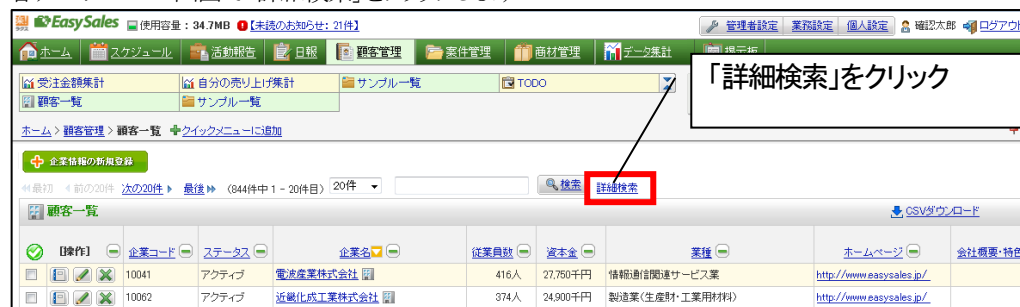 EasySales 使用容量：34.7MB 【未読のお知らせ：21件】 管理者設定 業務設定 個人設定 確認太郎 ログアウト
ホーム スケジュール 活動報告 日報 顧客管理 案件管理 商材管理 データ集計 掲示板
受注金額集計 自分の売り上げ集計 サンプル一覧 TODO
顧客一覧 サンプル一覧
「詳細検索」をクリック
ホーム > 顧客管理 > 顧客一覧 クイックメニューに追加
企業情報の新規登録
最初 前の20件 次の20件 最後 (844件中 1 - 20件目) 20件 検索 詳細検索
顧客一覧 CSVダウンロード
【操作】 企業コード ステータス 企業名 従業員数 資本金 業種 ホームページ 会社概要・特色
10041 アクティブ 電波産業株式会社 416人 27,750千円 情報通信関連サービス業 http://www.easysales.jp/
10062 アクティブ 近畿化成工業株式会社 374人 24,900千円 製造業(生産財・工業用材料) http://www.easysales.jp/